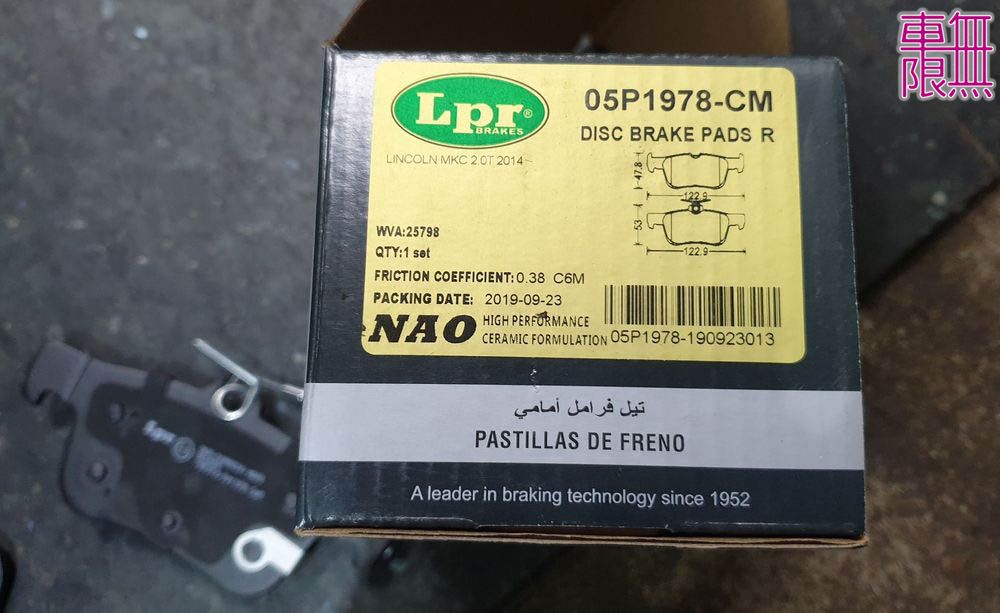 無限
車
Lpr®
BRAKES
05P1978-CM
DISC BRAKE PADS R
LINCOLN MKC 2.0T 2014~
47.8
122.9
53
122.9
WVA:25798
QTY:1 set
FRICTION COEFFICIENT:0.38 C6M
PACKING DATE: 2019-09-23
NAO HIGH PERFORMANCE
CERAMIC FORMULATION
05P1978-190923013
تيل فرامل أمامي
PASTILLAS DE FRENO
A leader in braking technology since 1952
Lpr